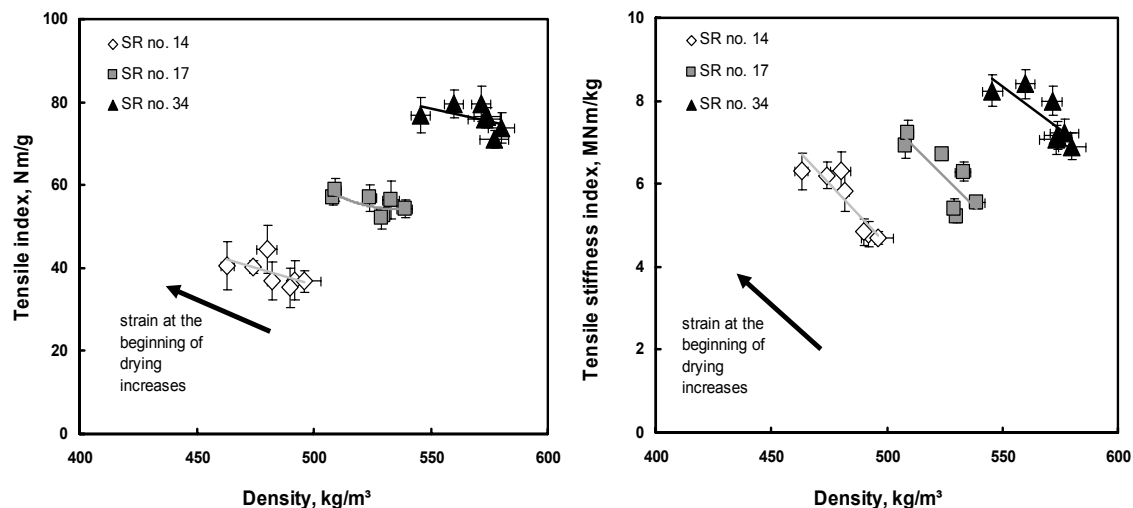 100
80
60
40
20
0
Tensile index, Nm/g
SR no. 14
SR no. 17
SR no. 34
strain at the
beginning of
drying
increases
400 450 500 550 600
Density, kg/m³
10
8
6
4
2
0
Tensile stiffness index, MNm/kg
SR no. 14
SR no. 17
SR no. 34
strain at the
beginning of
drying
increases
400 450 500 550 600
Density, kg/m³